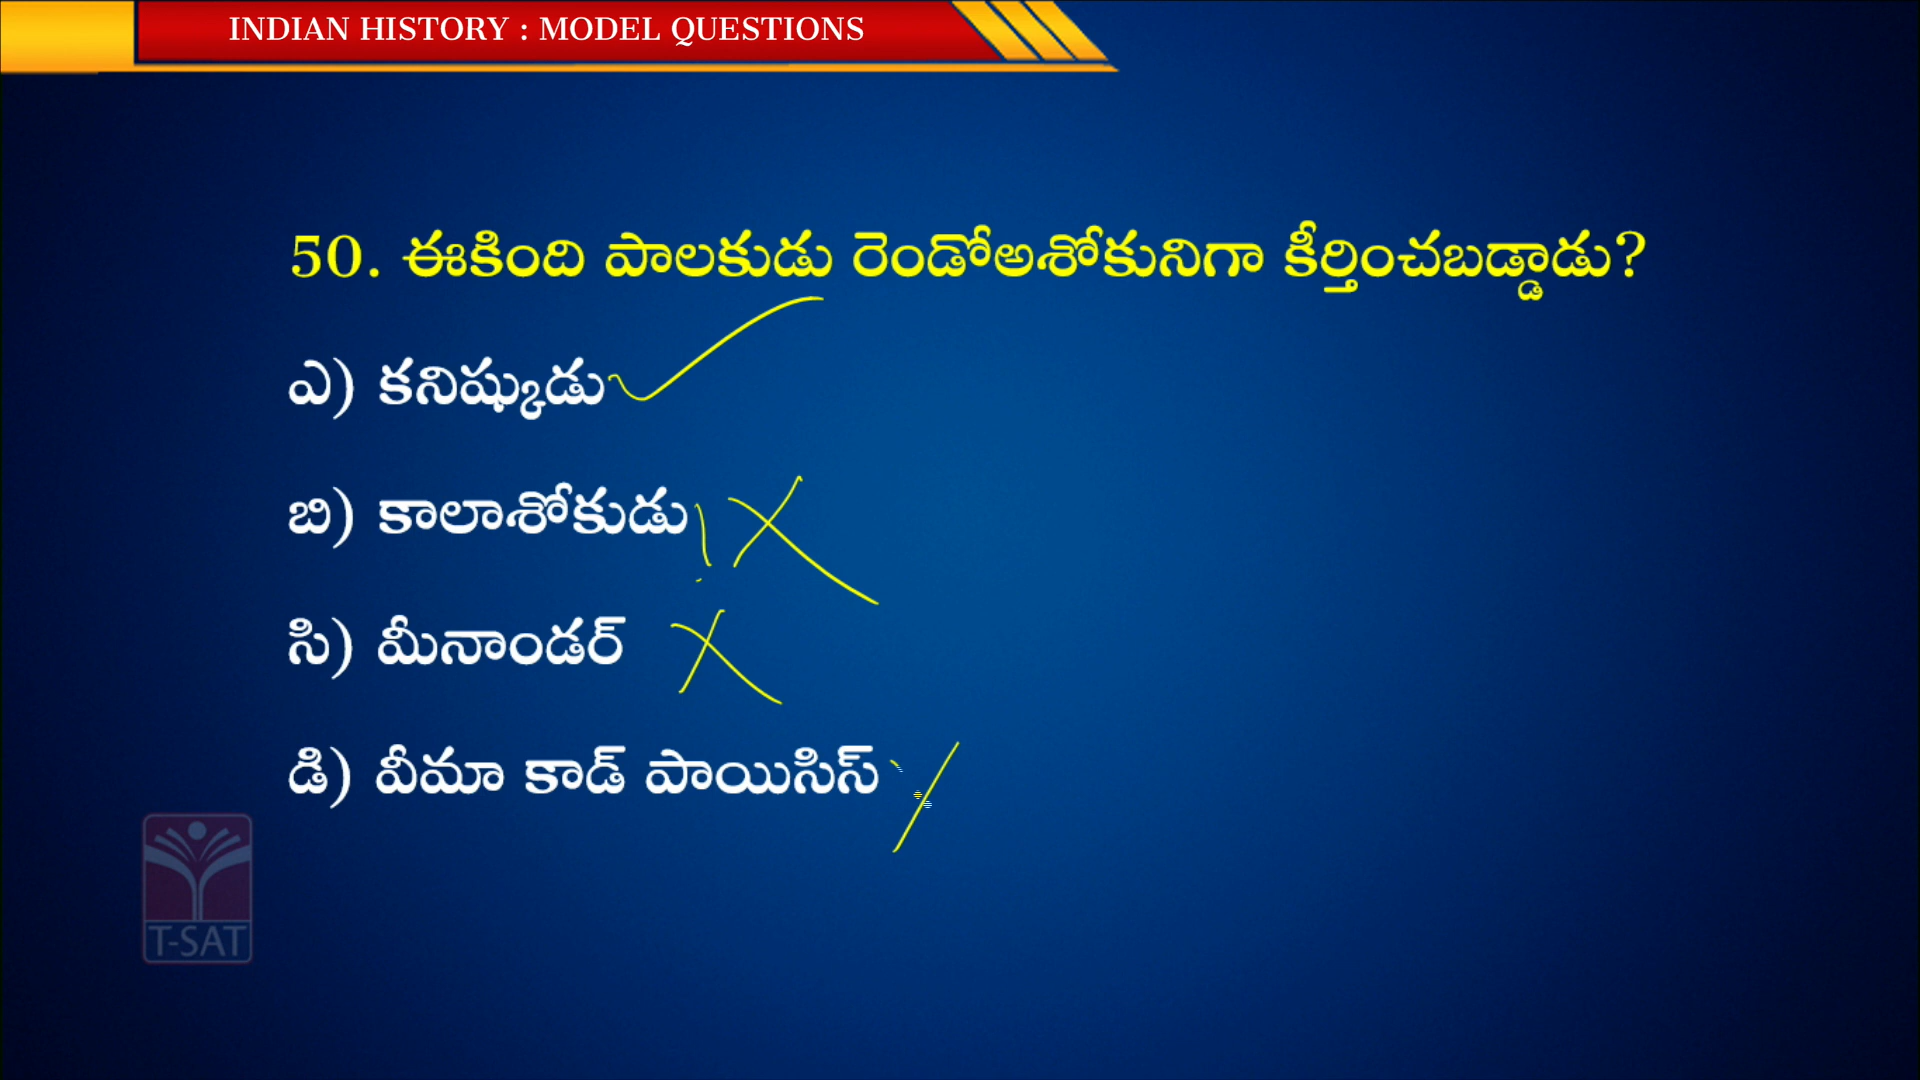 INDIAN HISTORY : MODEL QUESTIONS
50. ఈకింది పాలకుడు రెండోఅశోకునిగా కీర్తించబడ్డాడు?
ఎ) కనిష్కుడు
బి) కాలాశోకుడు
సి) మీనాండర్
డి) వీమా కాడ్ పాయిసిస్
T-SAT